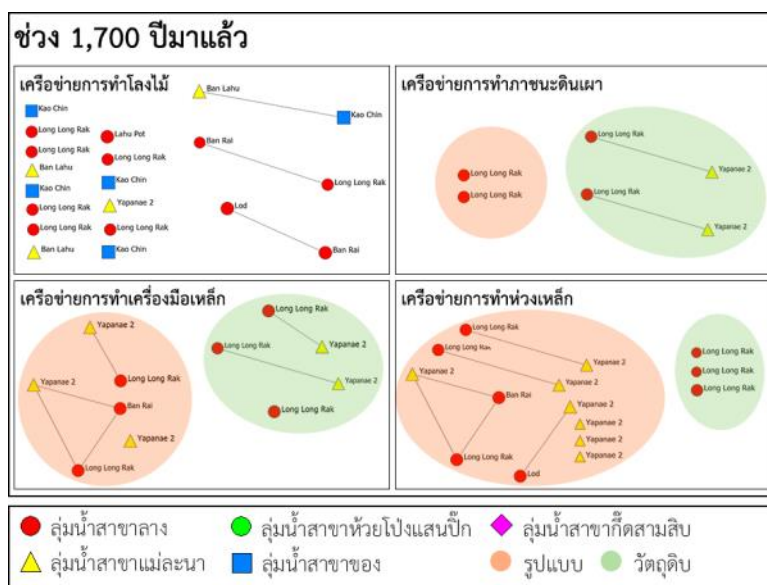 ช่วง 1,700 ปีมาแล้ว
เครือข่ายการทำโลงไม้
Kao Chin
Long Long Rak
Lahu Pot
Long Long Rak
Long Long Rak
Ban Lahu
Kao Chin
Kao Chin
Yapanae 2
Long Long Rak
Long Long Rak
Long Long Rak
Ban Lahu
Kao Chin
Ban Lahu
Kao Chin
Ban Rai
Long Long Rak
Lod
Ban Rai
เครือข่ายการทำภาชนะดินเผา
Long Long Rak
Long Long Rak
Long Long Rak
Yapanae 2
Long Long Rak
Yapanae 2
เครือข่ายการทำเครื่องมือเหล็ก
Yapanae 2
Long Long Rak
Yapanae 2
Ban Rai
Yapanae 2
Long Long Rak
Long Long Rak
Long Long Rak
Yapanae 2
Yapanae 2
Long Long Rak
เครือข่ายการทำห่วงเหล็ก
Long Long Rak
Long Long Rak
Yapanae 2
Yapanae 2
Yapanae 2
Ban Rai
Yapanae 2
Yapanae 2
Yapanae 2
Yapanae 2
Long Long Rak
Lod
Long Long Rak
Long Long Rak
Long Long Rak
ลุ่มน้ำสาขาลาง
ลุ่มน้ำสาขาห้วยโป่งแสนปิ๊ก
ลุ่มน้ำสาขากึ๊ดสามสิบ
ลุ่มน้ำสาขาแม่ละนา
ลุ่มน้ำสาขาของ
รูปแบบ
วัตถุดิบ